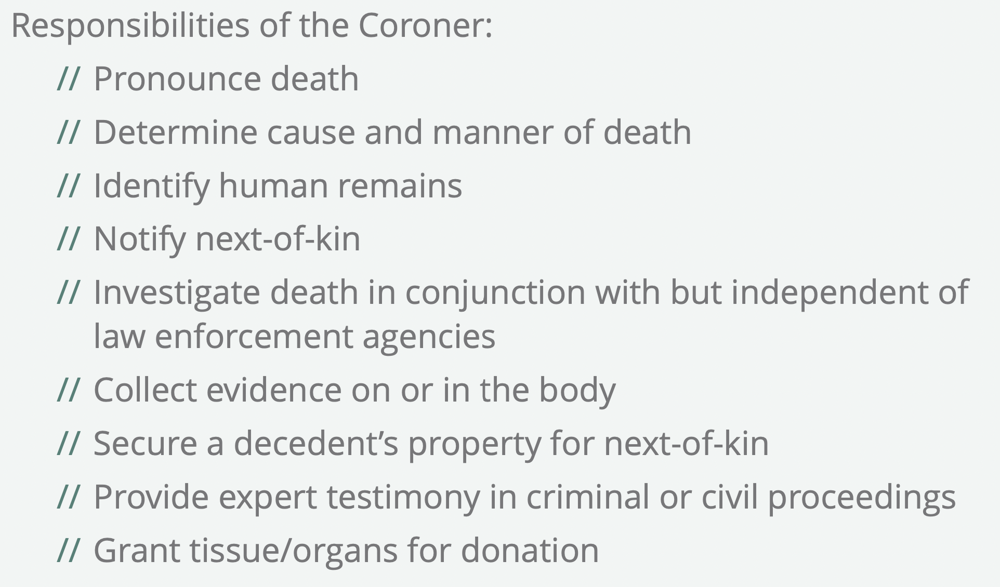 Responsibilities of the Coroner:
// Pronounce death
// Determine cause and manner of death
// Identify human remains
// Notify next-of-kin
// Investigate death in conjunction with but independent of
law enforcement agencies
// Collect evidence on or in the body
// Secure a decedent’s property for next-of-kin
// Provide expert testimony in criminal or civil proceedings
// Grant tissue/organs for donation